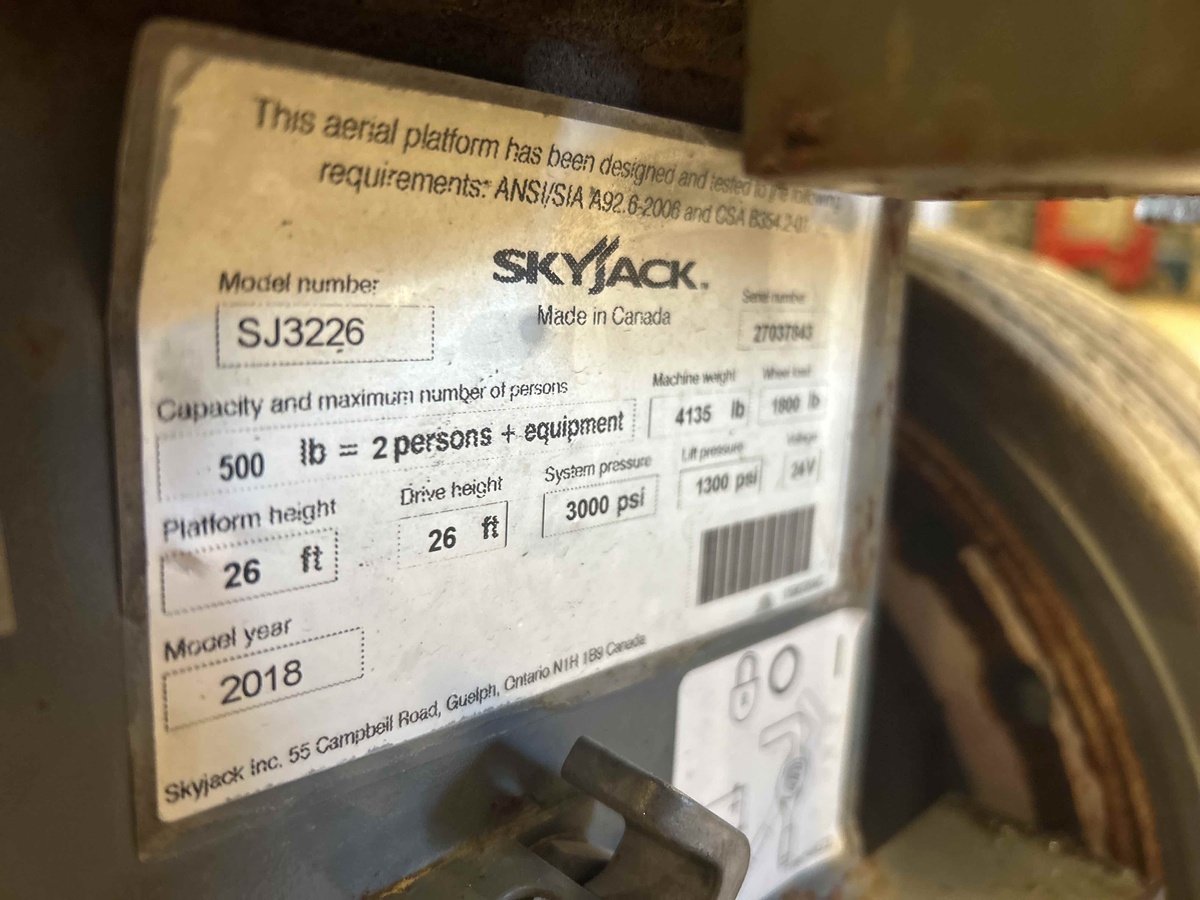 This aerial platform has been designed and tested to the following
requirements: ANSI/SIA A92.6-2006 and CSA B354.2-01
SKYJACK
Made in Canada
Model number
SJ3226
Serial number
27037843
Capacity and maximum number of persons
500 lb = 2 persons + equipment
Machine weight
4135 lb
Wheel load
1800 lb
Platform height
26 ft
Drive height
26 ft
System pressure
3000 psi
Lift pressure
1300 psi
Voltage
24V
Model year
2018
Skyjack Inc. 55 Campbell Road, Guelph, Ontario N1H 1B9 Canada